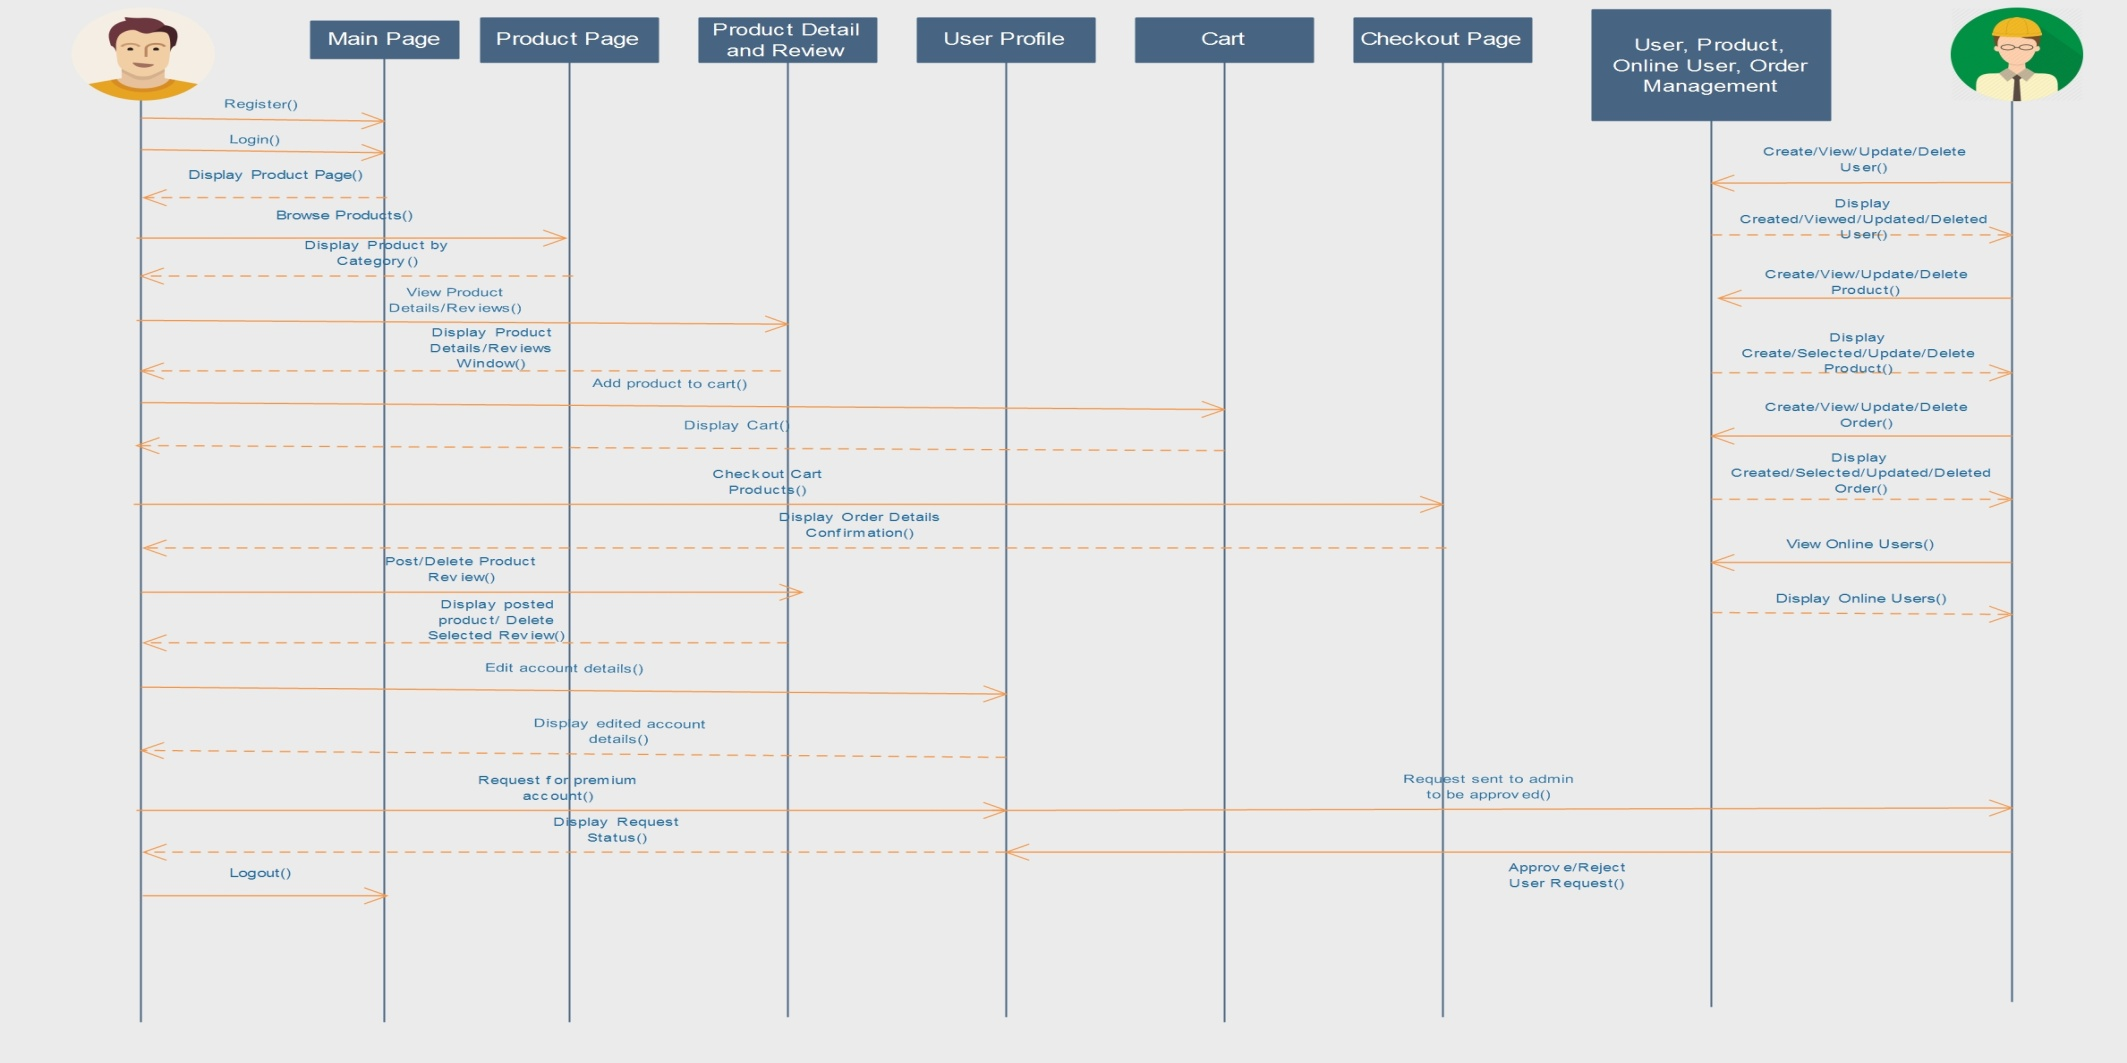 Main Page
Product Page
Product Detail
and Review
User Profile
Cart
Checkout Page
User, Product,
Online User, Order
Management
Register()
Login()
Display Product Page()
Browse Products()
Display Product by
Category()
View Product
Details/Reviews()
Display Product
Details/Reviews
Window()
Add product to cart()
Display Cart()
Checkout Cart
Products()
Display Order Details
Confirmation()
Post/Delete Product
Review()
Display posted
product/ Delete
Selected Review()
Edit account details()
Display edited account
details()
Request for premium
account()
Request sent to admin
to be approved()
Display Request
Status()
Approve/Reject
User Request()
Logout()
Create/View/Update/Delete
User()
Display
Created/Viewed/Updated/Deleted
User()
Create/View/Update/Delete
Product()
Display
Create/Selected/Update/Delete
Product()
Create/View/Update/Delete
Order()
Display
Created/Selected/Updated/Deleted
Order()
View Online Users()
Display Online Users()